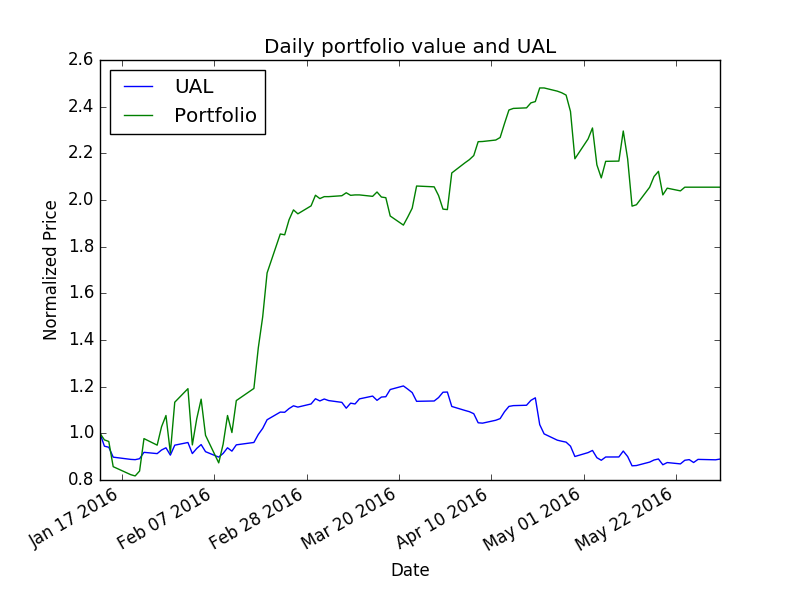 Daily portfolio value and UAL
2.6
2.4
2.2
2.0
1.8
1.6
1.4
1.2
1.0
0.8
Normalized Price
UAL
Portfolio
Jan 17 2016
Feb 07 2016
Feb 28 2016
Mar 20 2016
Apr 10 2016
May 01 2016
May 22 2016
Date